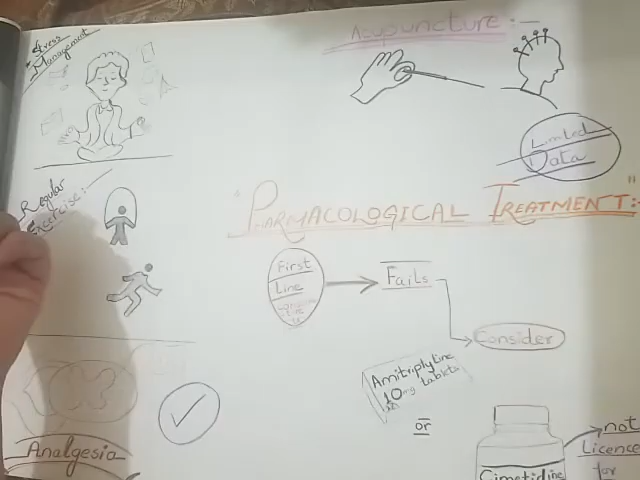 Stress
Management
Acupuncture:-
Limited
Data
Regular
Exercise:-
"PHARMACOLOGICAL TREATMENT:-"
First
Line
Fails
Consider
Amitriplyline
10mg tablets
or
Analgesia
not
Licence
for
Cimetidine